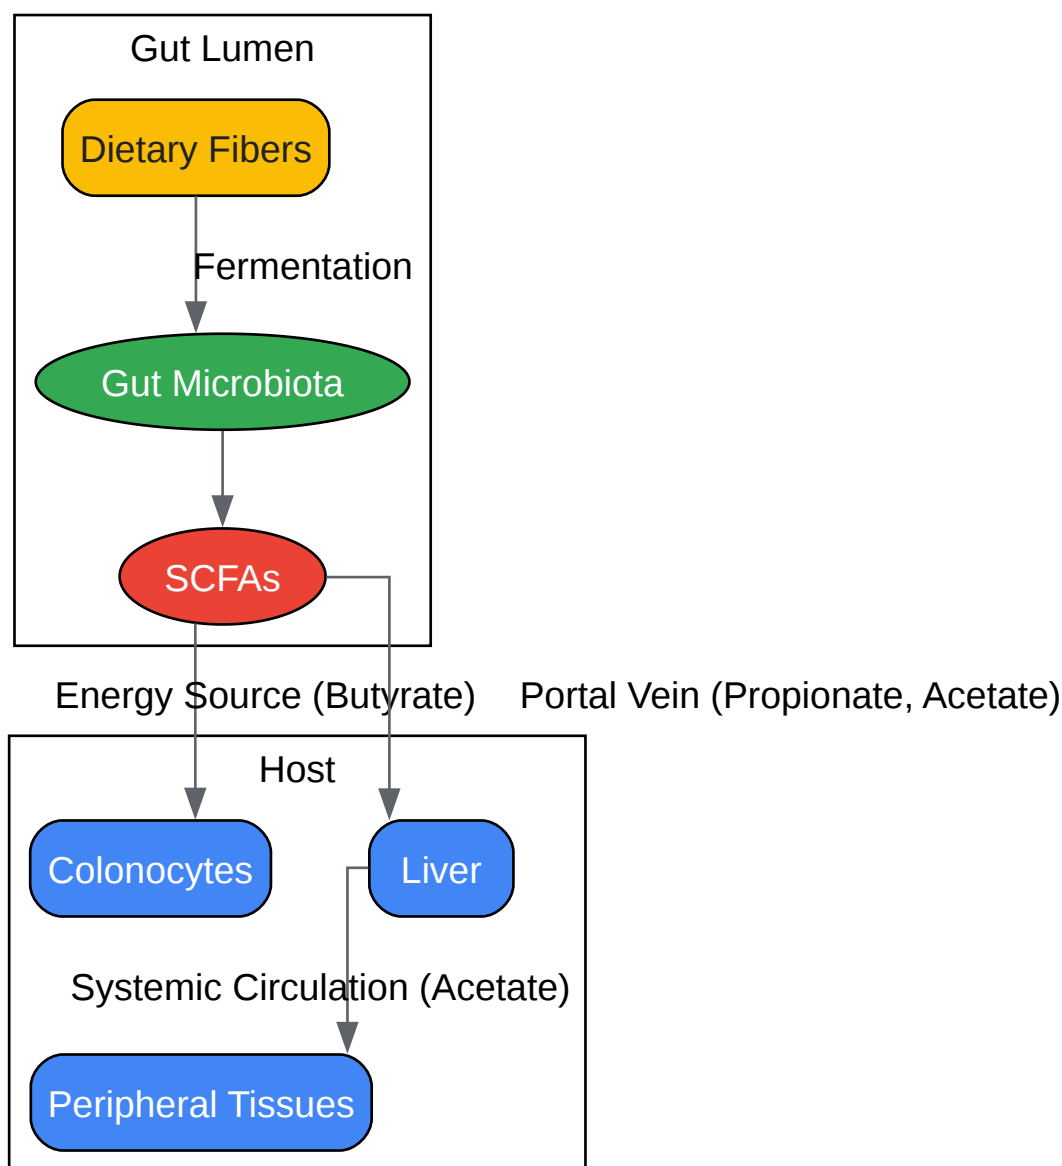 Gut Lumen
Dietary Fibers
Fermentation
Gut Microbiota
SCFAs
Energy Source (Butyrate)
Portal Vein (Propionate, Acetate)
Host
Colonocytes
Liver
Systemic Circulation (Acetate)
Peripheral Tissues